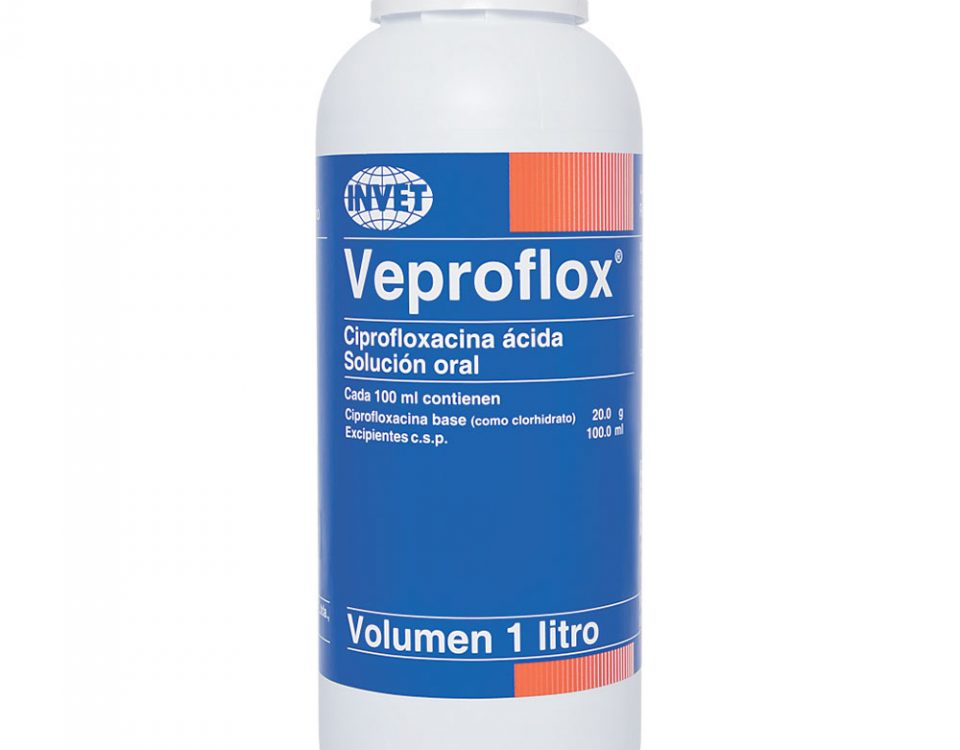 INVET
Veproflox®
Ciprofloxacina ácida
Solución oral
Cada 100 ml contienen
Ciprofloxacina base (como clorhidrato) 20.0 g
Excipientes c.s.p. 100.0 ml
Volumen 1 litro